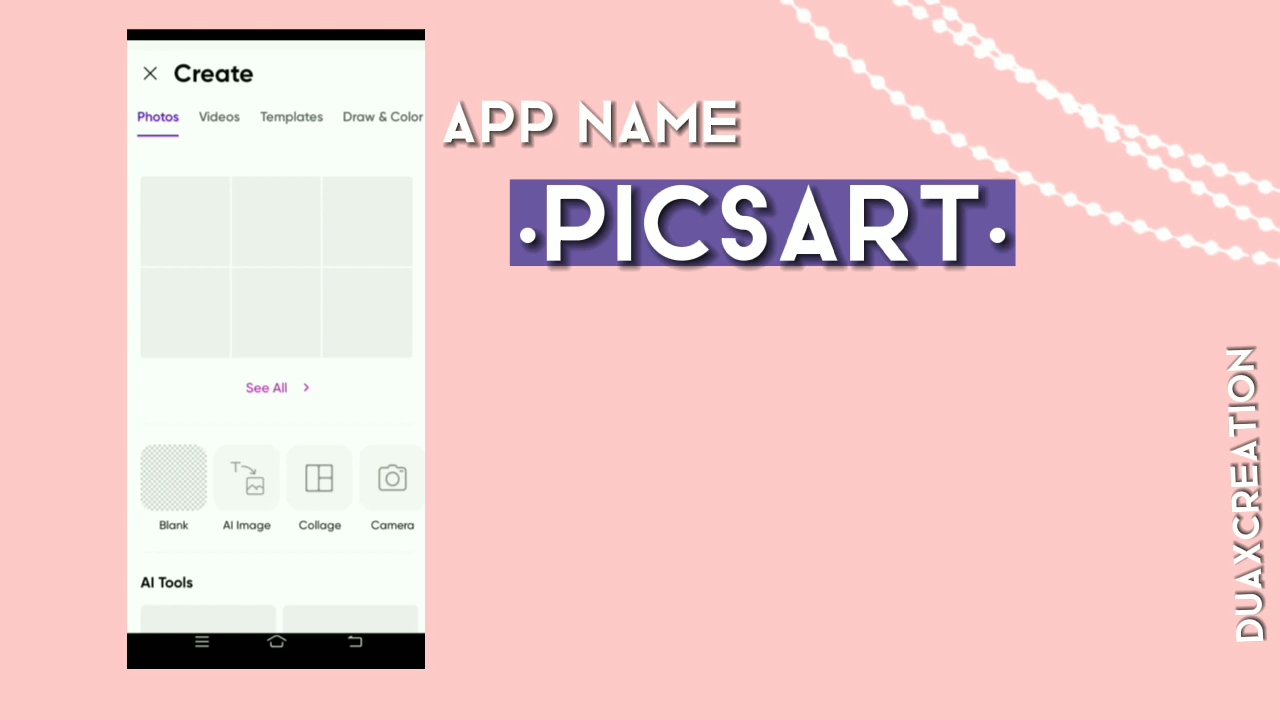 Create
Photos Videos Templates Draw & Color
See All
Blank AI Image Collage Camera
AI Tools
APP NAME
•PICSART•
DUAXCREATION